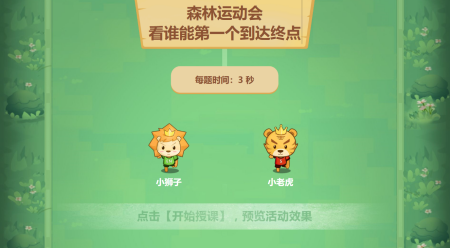 森林运动会
看谁能第一个到达终点
每题时间：3 秒
小狮子
小老虎
点击【开始授课】，预览活动效果